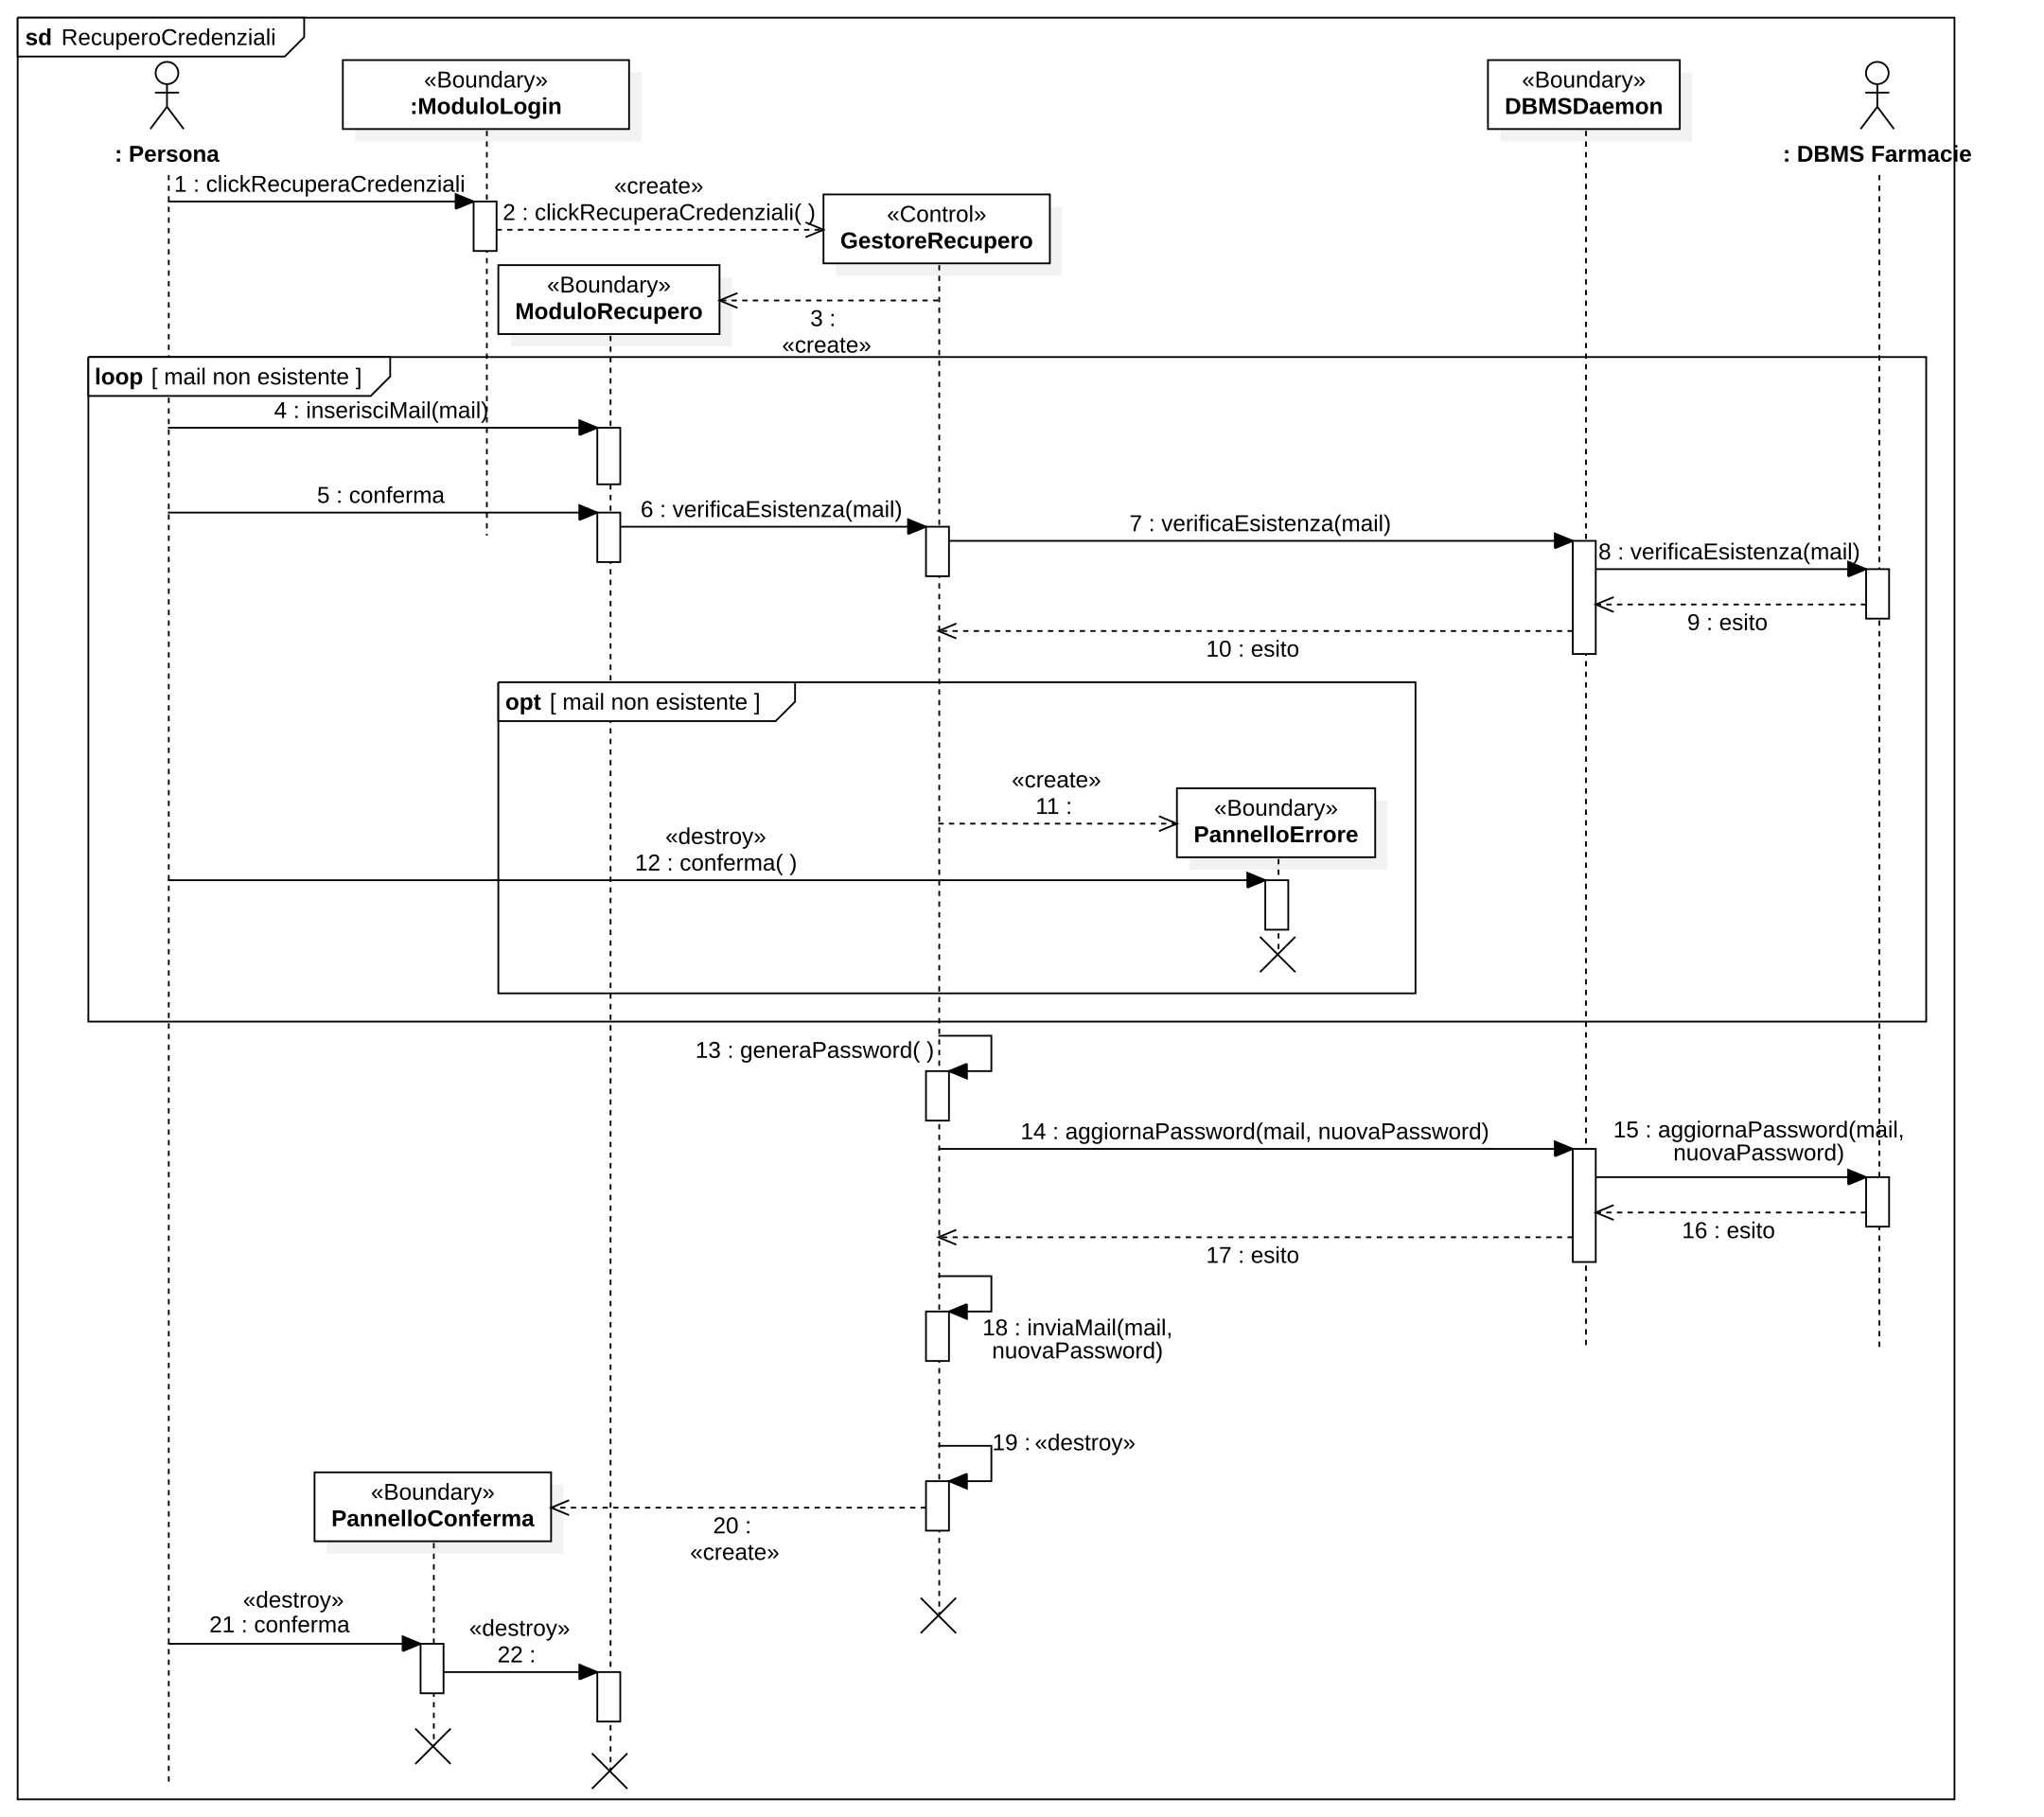 sd RecuperoCredenziali
«Boundary»
:ModuloLogin
«Boundary»
DBMSDaemon
: Persona
: DBMS Farmacie
1 : clickRecuperaCredenziali
«create»
2 : clickRecuperaCredenziali( )
«Control»
GestoreRecupero
«Boundary»
ModuloRecupero
3 :
«create»
loop [ mail non esistente ]
4 : inserisciMail(mail)
5 : conferma
6 : verificaEsistenza(mail)
7 : verificaEsistenza(mail)
8 : verificaEsistenza(mail)
9 : esito
10 : esito
opt [ mail non esistente ]
«create»
11 :
«Boundary»
PannelloErrore
«destroy»
12 : conferma( )
13 : generaPassword( )
14 : aggiornaPassword(mail, nuovaPassword)
15 : aggiornaPassword(mail,
nuovaPassword)
16 : esito
17 : esito
18 : inviaMail(mail,
nuovaPassword)
19 : «destroy»
«Boundary»
PannelloConferma
20 :
«create»
«destroy»
21 : conferma
«destroy»
22 :